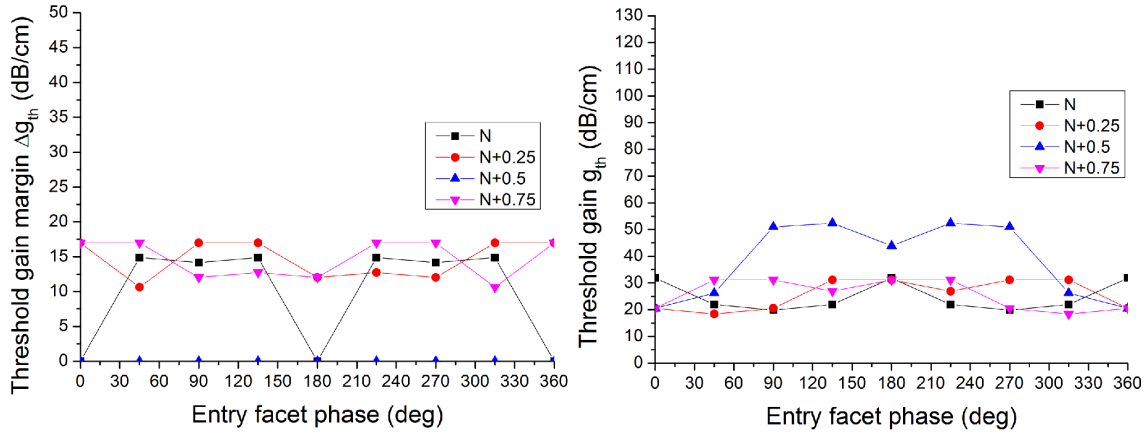 Threshold gain margin Δgth (dB/cm)
50
45
40
35
30
25
20
15
10
5
0
N
N+0.25
N+0.5
N+0.75
0 30 60 90 120 150 180 210 240 270 300 330 360
Entry facet phase (deg)
Threshold gain gth (dB/cm)
130
120
110
100
90
80
70
60
50
40
30
20
10
0
N
N+0.25
N+0.5
N+0.75
0 30 60 90 120 150 180 210 240 270 300 330 360
Entry facet phase (deg)